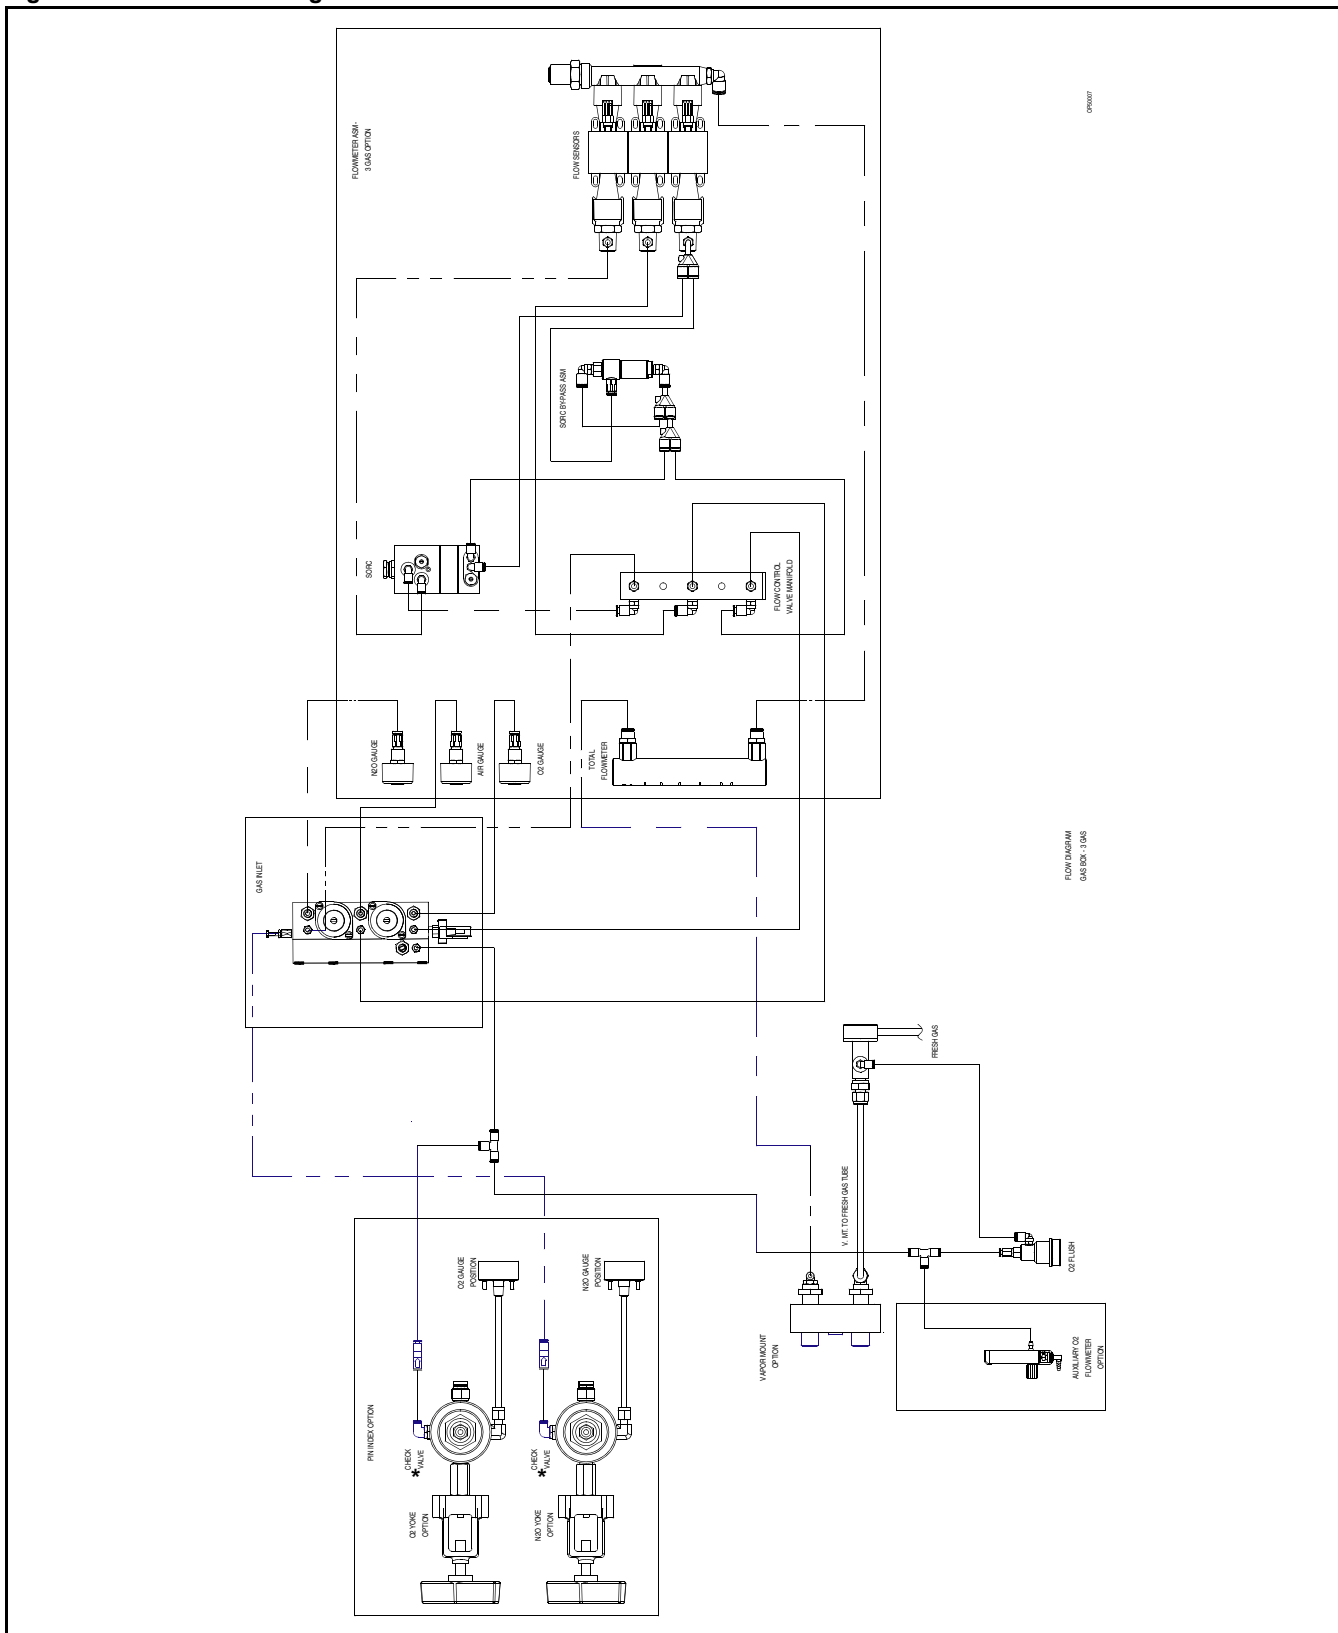 OP50007
FLOWMETER ASM -
3 GAS OPTION
FLOW SENSORS
SORC BY-PASS ASM
SORC
FLOW CONTROL
VALVE MANIFOLD
N2O GAUGE
AIR GAUGE
O2 GAUGE
TOTAL
FLOWMETER
GAS INLET
FLOW DIAGRAM
GAS BOX - 3 GAS
FRESH GAS
V. MT. TO FRESH GAS TUBE
O2 FLUSH
O2 GAUGE
POSITION
N2O GAUGE
POSITION
VAPOR MOUNT
OPTION
AUXILIARY O2
FLOWMETER
OPTION
PIN INDEX OPTION
CHECK
*VALVE
CHECK
*VALVE
O2 YOKE
OPTION
N2O YOKE
OPTION